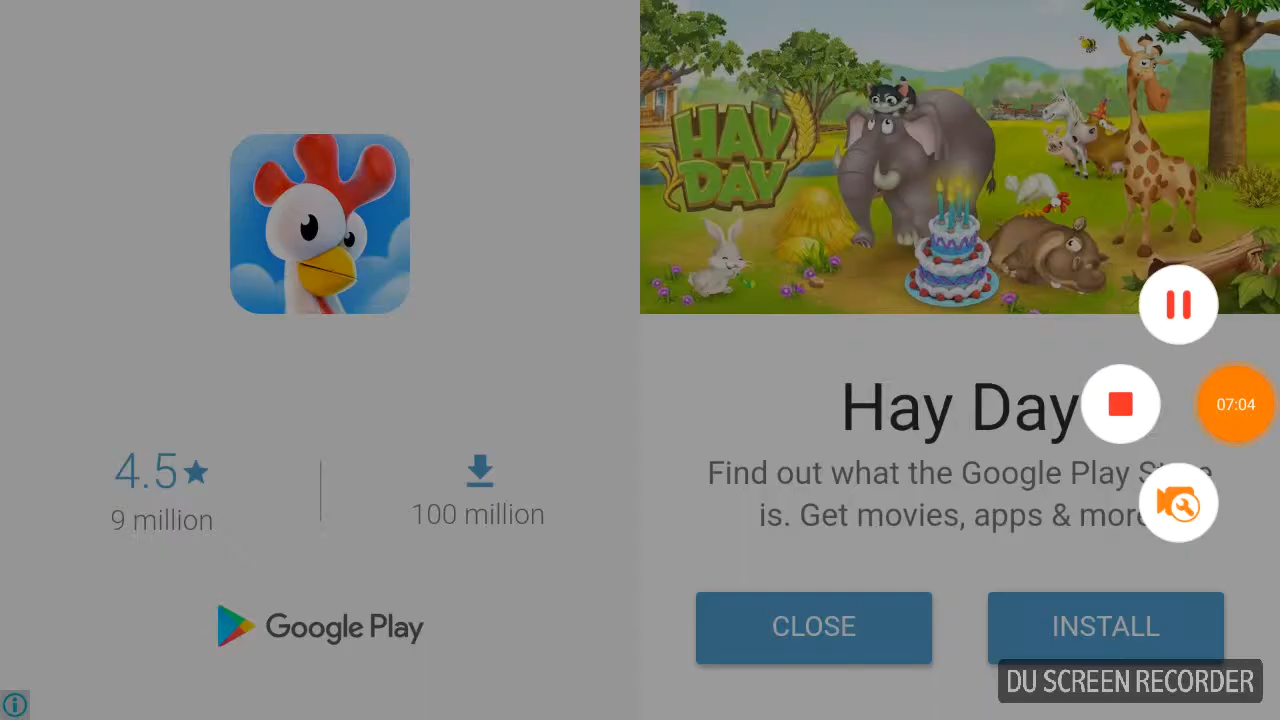 HAY
DAY
4.5
9 million
100 million
Google Play
Hay Day
Find out what the Google Play
is. Get movies, apps & more
07:04
CLOSE
INSTALL
DU SCREEN RECORDER